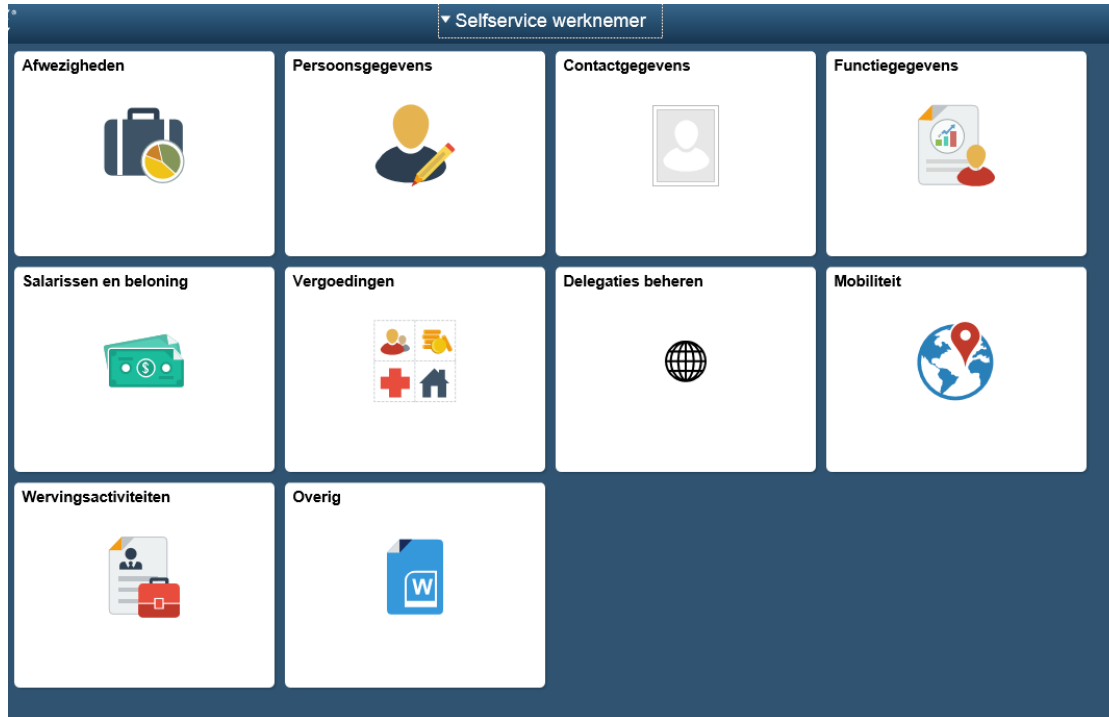 Selfservice werknemer
Afwezigheden
Persoonsgegevens
Contactgegevens
Functiegegevens
Salarissen en beloning
Vergoedingen
Delegaties beheren
Mobiliteit
Wervingsactiviteiten
Overig
W